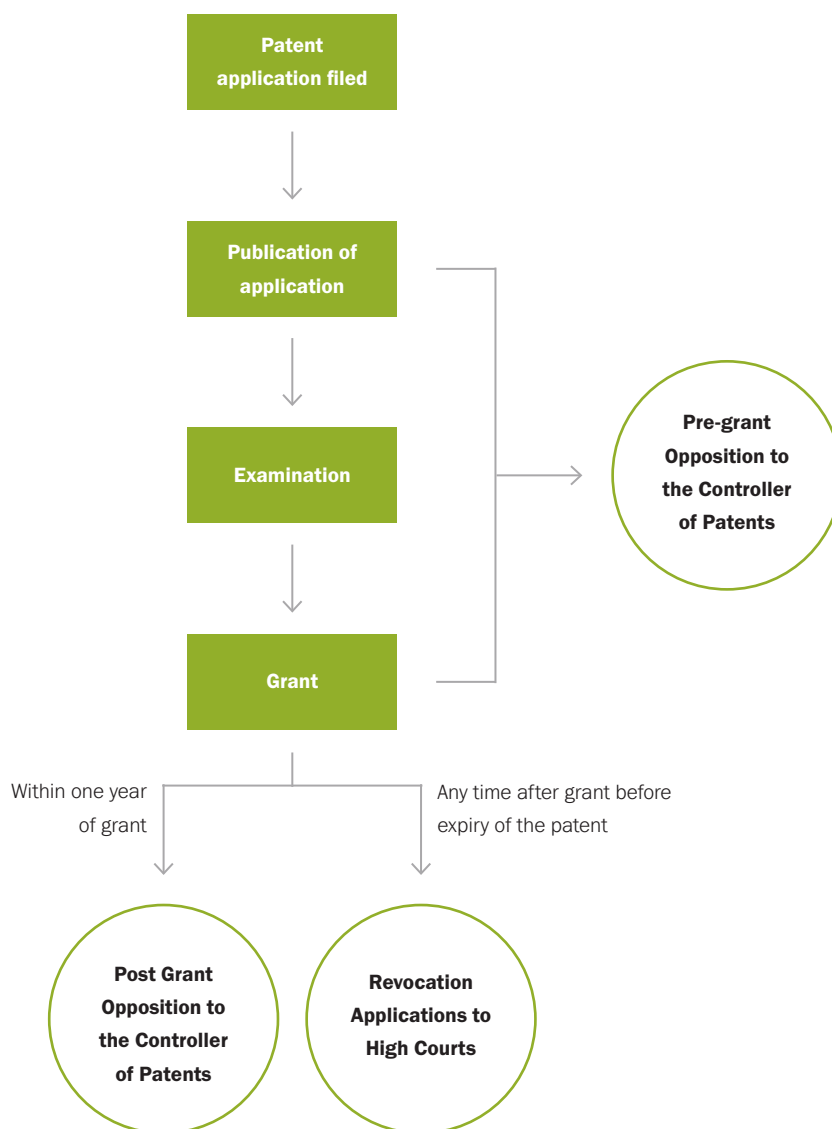 Patent
application filed
Publication of
application
Pre-grant
Opposition to
the Controller
of Patents
Examination
Grant
Within one year
of grant
Any time after grant before
expiry of the patent
Post Grant
Opposition to
the Controller
of Patents
Revocation
Applications to
High Courts